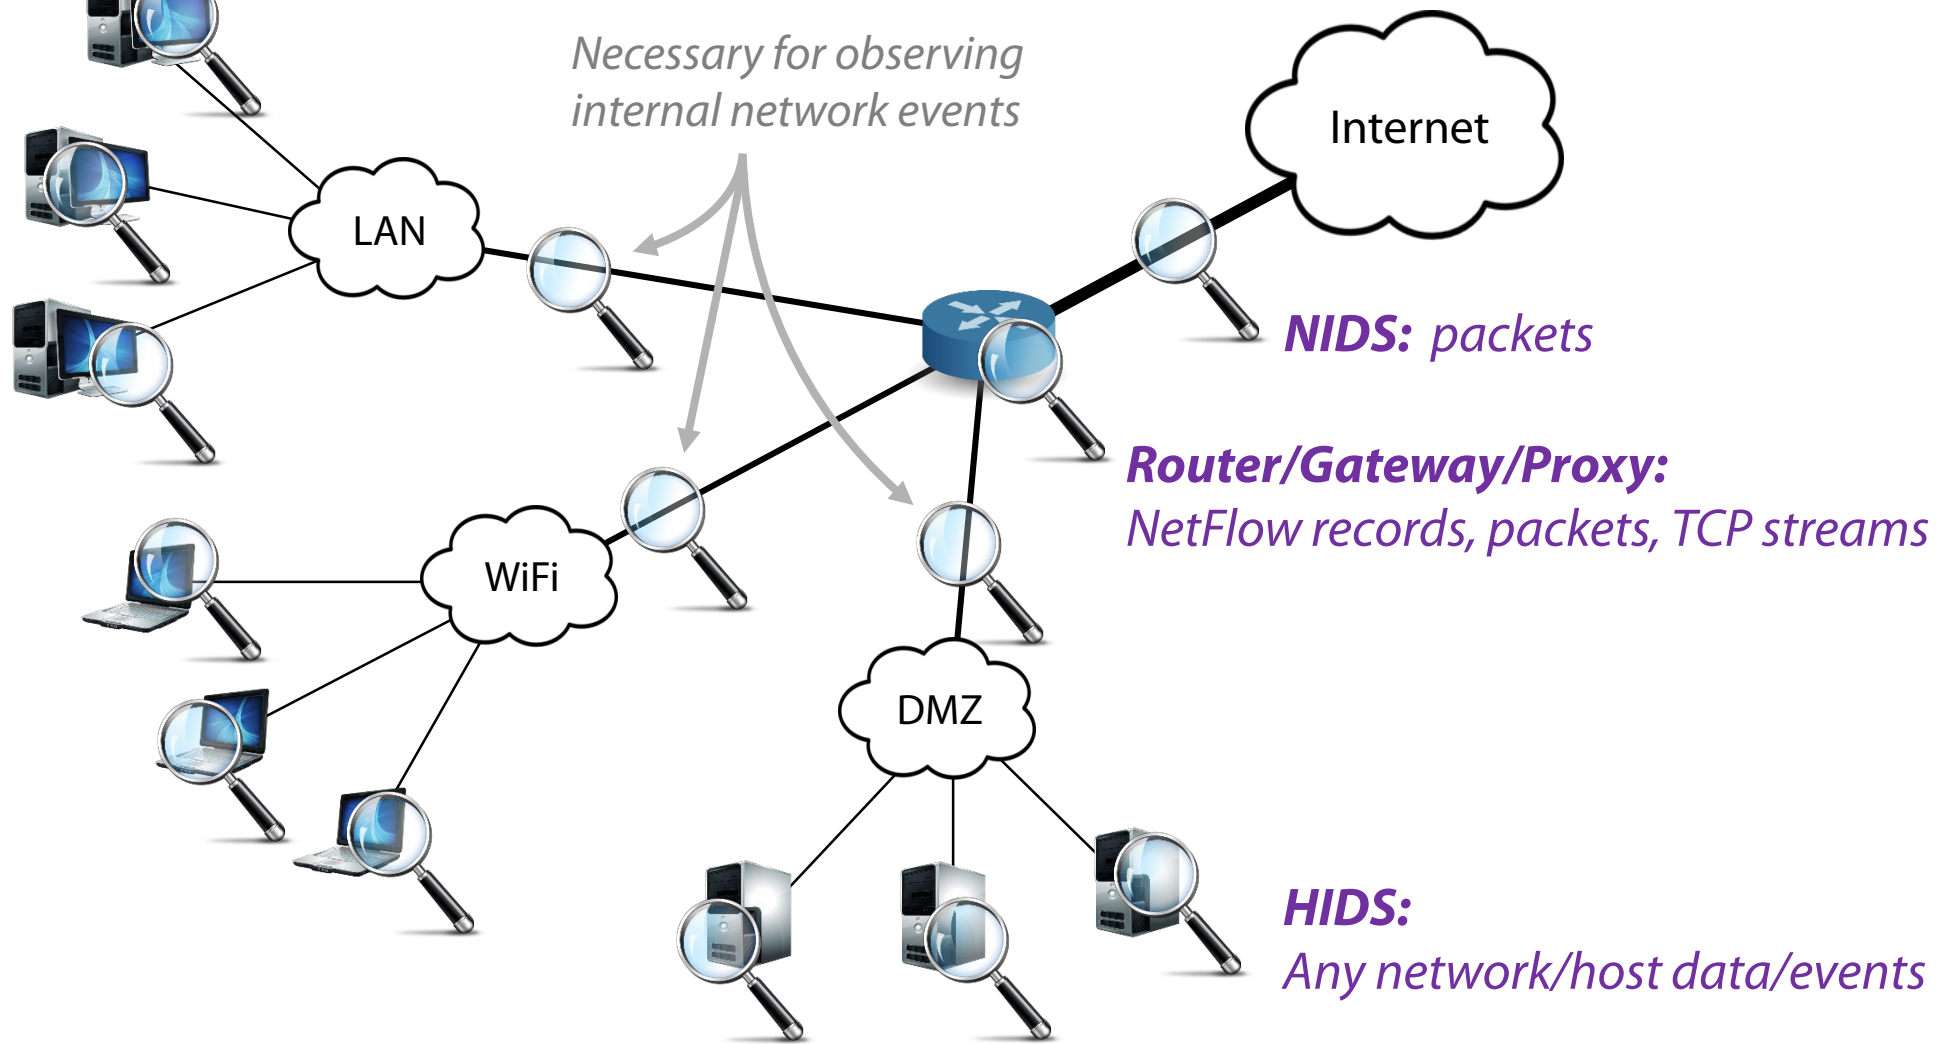 Necessary for observing
internal network events
Internet
LAN
NIDS: packets
Router/Gateway/Proxy:
NetFlow records, packets, TCP streams
WiFi
DMZ
HIDS:
Any network/host data/events